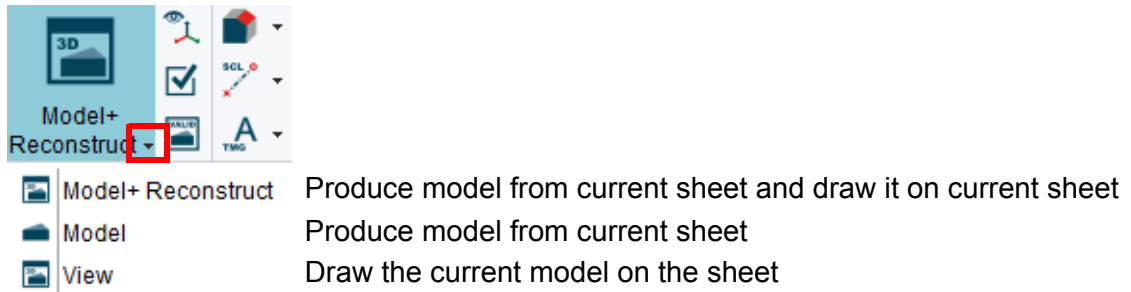 3D
SCL
Model+
Reconstruct
VALID
A
TMG
Model+ Reconstruct Produce model from current sheet and draw it on current sheet
Model Produce model from current sheet
View Draw the current model on the sheet